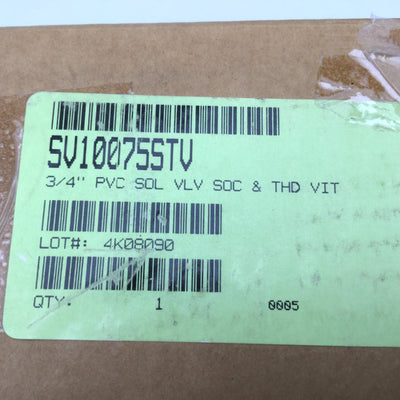 SV10075STV
3/4" PVC SOL VLV SOC & THD VIT
LOT#: 4K08090
QTY: 1 0005